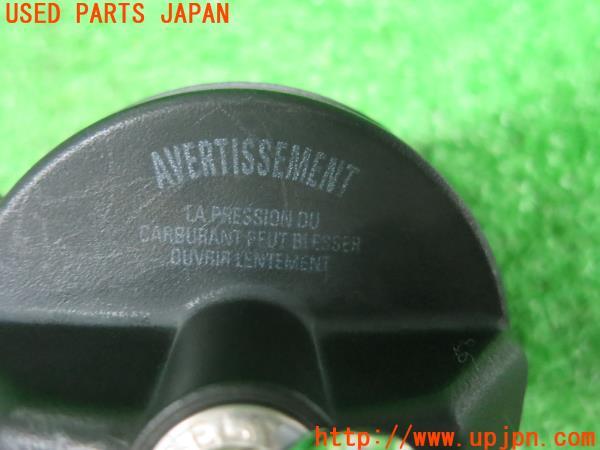 USED PARTS JAPAN
AVERTISSEMENT
LA PRESSION DU
CARBURANT PEUT BLESSER
OUVRIR LENTEMENT
http://www.upjpn.com